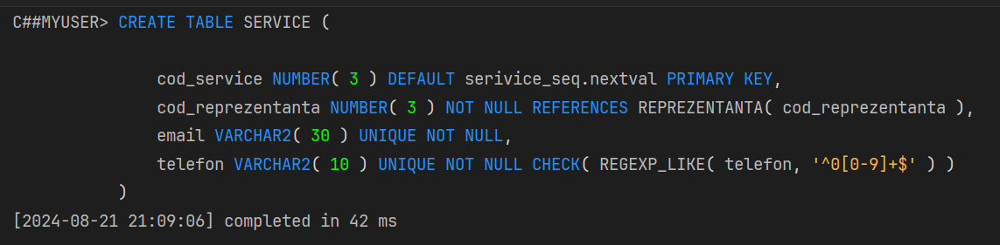 C##MYUSER> CREATE TABLE SERVICE (
cod_service NUMBER( 3 ) DEFAULT serivice_seq.nextval PRIMARY KEY,
cod_reprezentanta NUMBER( 3 ) NOT NULL REFERENCES REPREZENTANTA( cod_reprezentanta ),
email VARCHAR2( 30 ) UNIQUE NOT NULL,
telefon VARCHAR2( 10 ) UNIQUE NOT NULL CHECK( REGEXP_LIKE( telefon, '^0[0-9]+$' ) )
)
[2024-08-21 21:09:06] completed in 42 ms